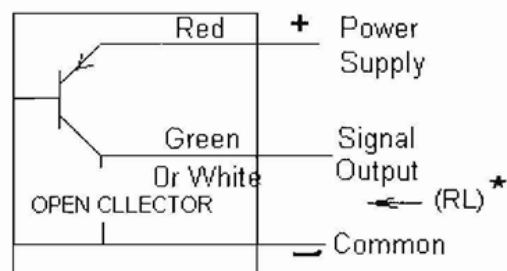 Red + Power
Supply
Green Signal
Or White Output
OPEN CLLECTOR (RL)*
- Common